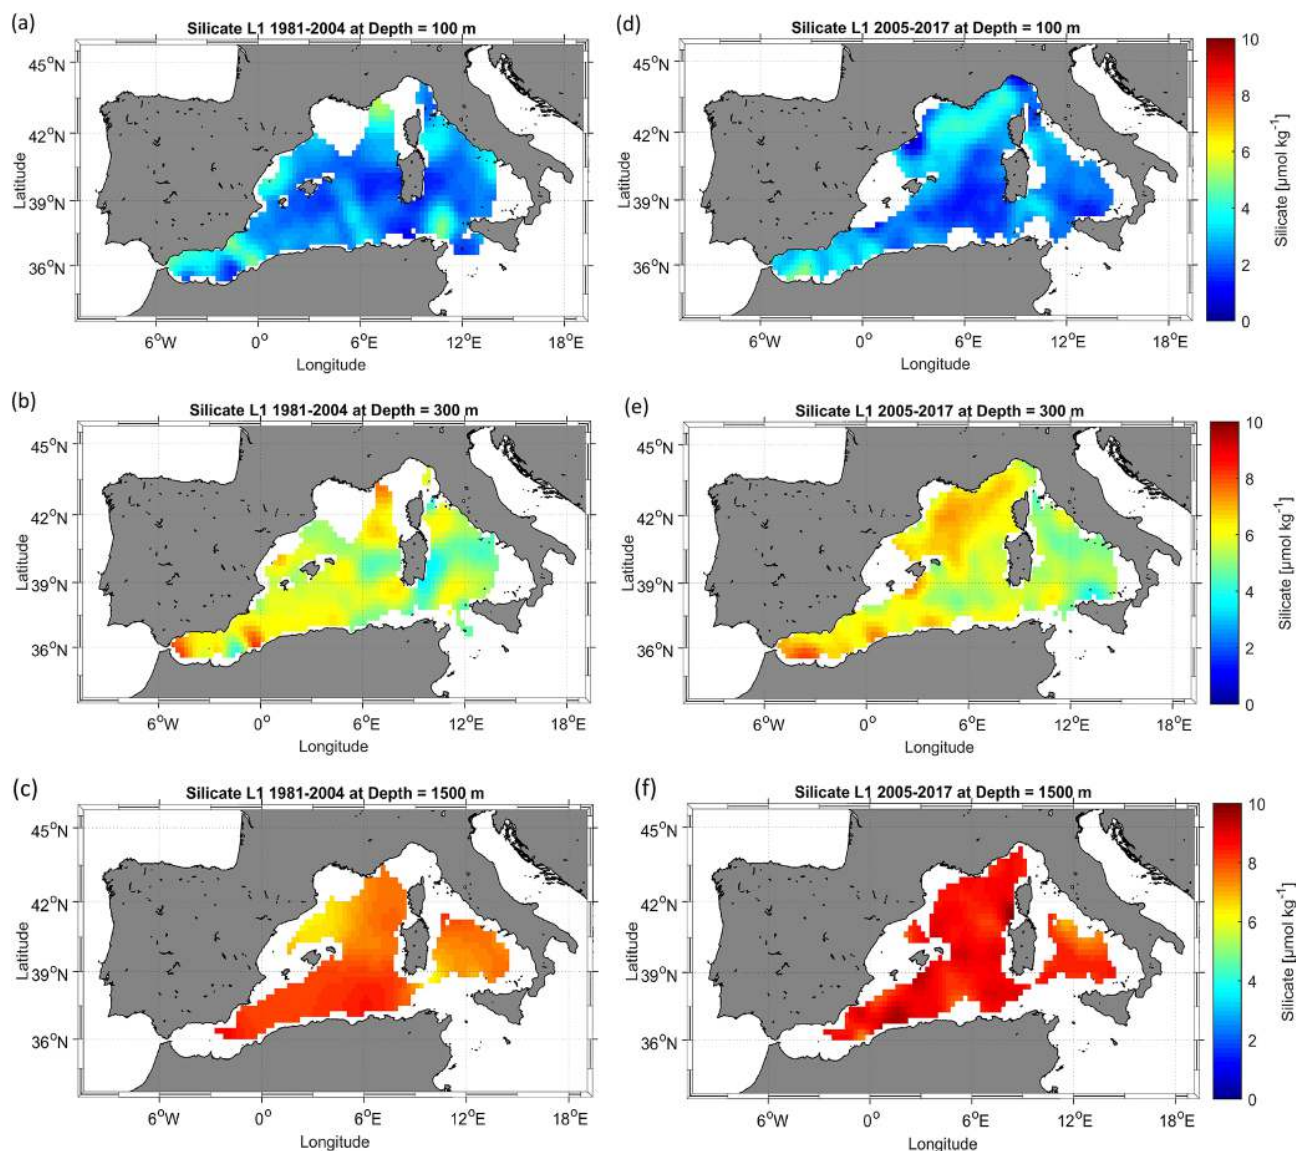 (a)
Silicate L1 1981-2004 at Depth = 100 m
45°N
42°N
39°N
36°N
Latitude
6°W 0° 6°E 12°E 18°E
Longitude
(d)
Silicate L1 2005-2017 at Depth = 100 m
45°N
42°N
39°N
36°N
Latitude
6°W 0° 6°E 12°E 18°E
Longitude
10
8
6
4
2
0
Silicate [µmol kg⁻¹]
(b)
Silicate L1 1981-2004 at Depth = 300 m
45°N
42°N
39°N
36°N
Latitude
6°W 0° 6°E 12°E 18°E
Longitude
(e)
Silicate L1 2005-2017 at Depth = 300 m
45°N
42°N
39°N
36°N
Latitude
6°W 0° 6°E 12°E 18°E
Longitude
10
8
6
4
2
0
Silicate [µmol kg⁻¹]
(c)
Silicate L1 1981-2004 at Depth = 1500 m
45°N
42°N
39°N
36°N
Latitude
6°W 0° 6°E 12°E 18°E
Longitude
(f)
Silicate L1 2005-2017 at Depth = 1500 m
45°N
42°N
39°N
36°N
Latitude
6°W 0° 6°E 12°E 18°E
Longitude
10
8
6
4
2
0
Silicate [µmol kg⁻¹]